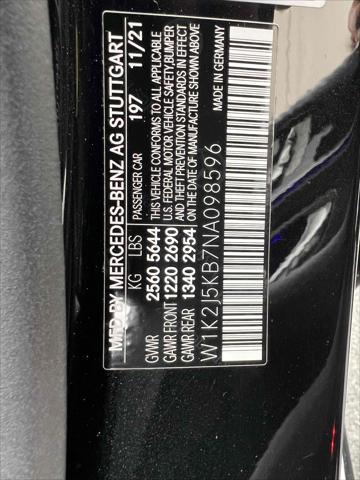 MFD BY MERCEDES-BENZ AG STUTTGART
KG LBS PASSENGER CAR 197 11/21
GVWR 2560 5644 THIS VEHICLE CONFORMS TO ALL APPLICABLE
GAWR FRONT 1220 2690 U.S. FEDERAL MOTOR VEHICLE SAFETY, BUMPER,
GAWR REAR 1340 2954 AND THEFT PREVENTION STANDARDS IN EFFECT
ON THE DATE OF MANUFACTURE SHOWN ABOVE
W1K2J5KB7NA098596 MADE IN GERMANY